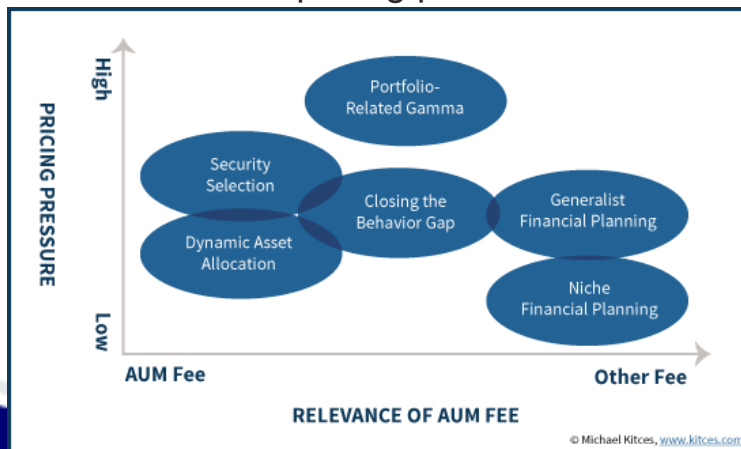 High
PRICING PRESSURE
Low
Portfolio-
Related Gamma
Security
Selection
Closing the
Behavior Gap
Generalist
Financial Planning
Dynamic Asset
Allocation
Niche
Financial Planning
AUM Fee
Other Fee
RELEVANCE OF AUM FEE
© Michael Kitces, www.kitces.com